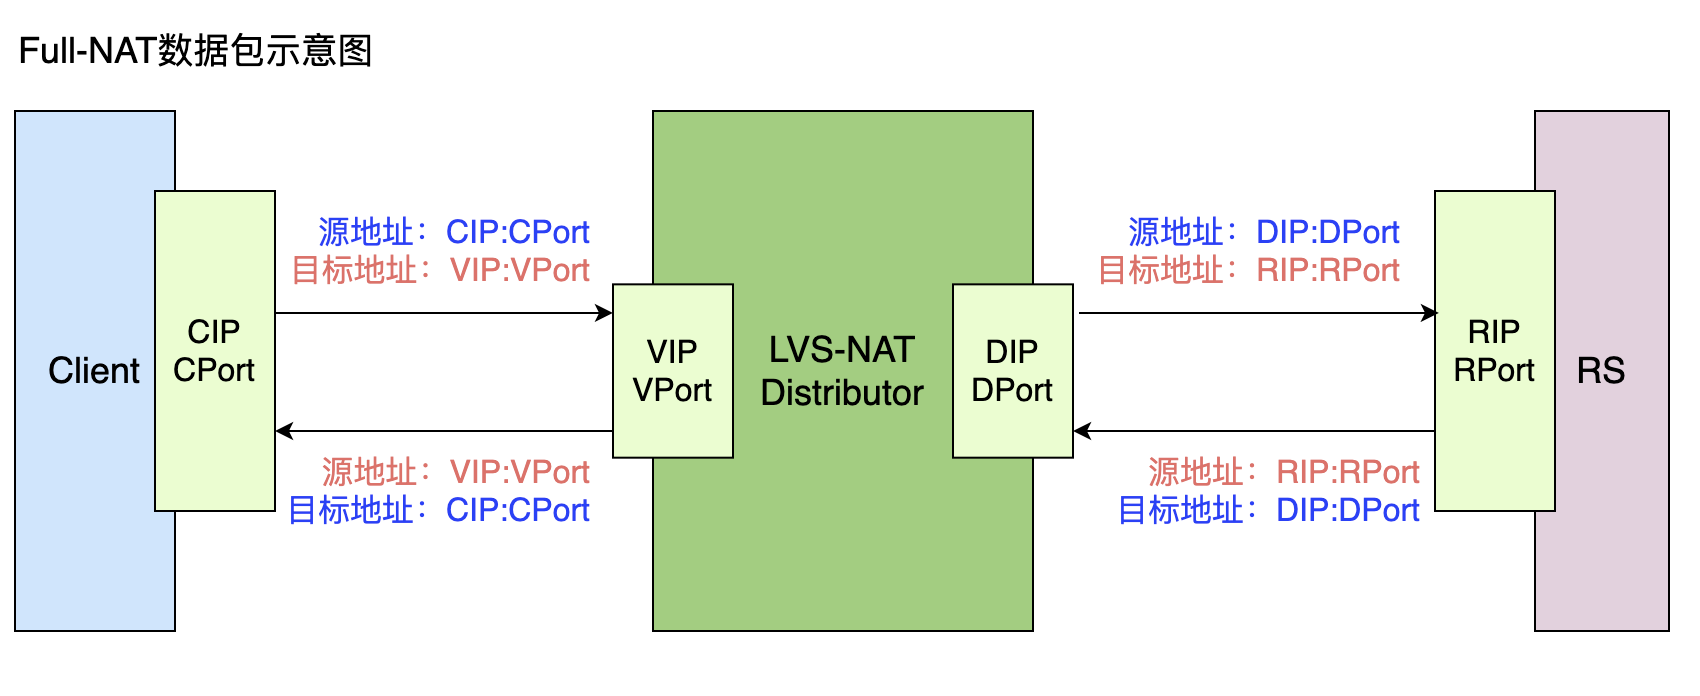 Full-NAT数据包示意图
源地址：CIP:CPort
目标地址：VIP:VPort
源地址：DIP:DPort
目标地址：RIP:RPort
Client
CIP
CPort
VIP
VPort
LVS-NAT
Distributor
DIP
DPort
RIP
RPort
RS
源地址：VIP:VPort
目标地址：CIP:CPort
源地址：RIP:RPort
目标地址：DIP:DPort